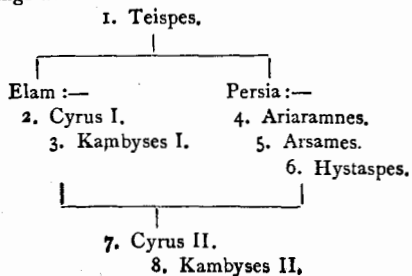 1. Teispes.
Elam :— Persia :—
2. Cyrus I. 4. Ariaramnes.
3. Kambyses I. 5. Arsames.
6. Hystaspes.
7. Cyrus II.
8. Kambyses II,